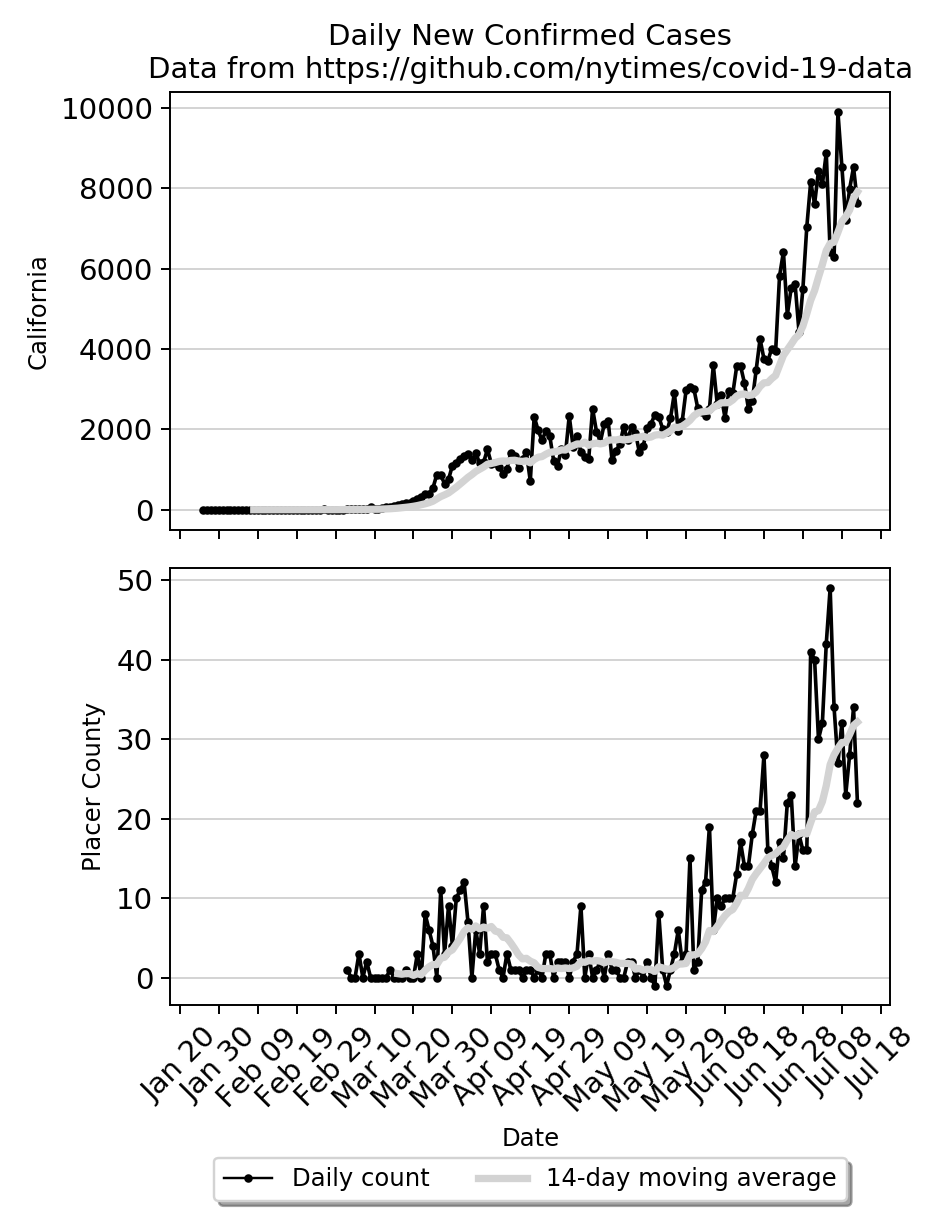 Daily New Confirmed Cases
Data from https://github.com/nytimes/covid-19-data
10000
8000
6000
4000
2000
0
California
50
40
30
20
10
0
Placer County
Jan 20
Jan 30
Feb 09
Feb 19
Feb 29
Mar 10
Mar 20
Mar 30
Apr 09
Apr 19
Apr 29
May 09
May 19
May 29
Jun 08
Jun 18
Jun 28
Jul 08
Jul 18
Date
Daily count
14-day moving average